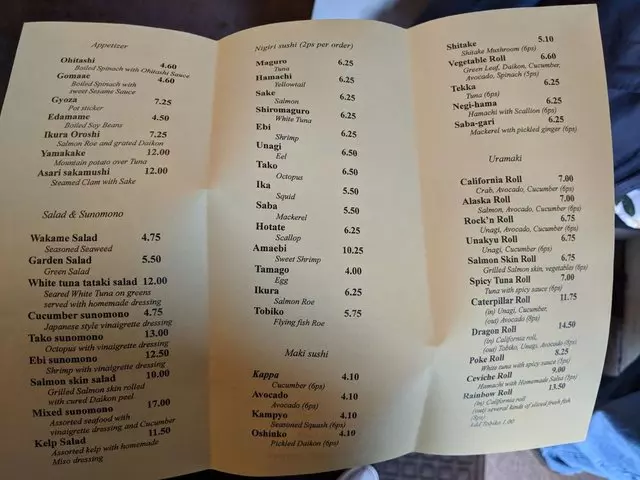 Appetizer
Ohitashi 4.60
Boiled Spinach with Ohitashi Sauce
Gomaae 4.60
Boiled Spinach with
sweet Sesame Sauce
Gyoza 7.25
Pot sticker
Edamame 4.50
Boiled Soy Beans
Ikura Oroshi 7.25
Salmon Roe and grated Daikon
Yamakake 12.00
Mountain potato over Tuna
Asari sakamushi 12.00
Steamed Clam with Sake
Salad & Sunomono
Wakame Salad 4.75
Seasoned Seaweed
Garden Salad 5.50
Green Salad
White tuna tataki salad 12.00
Seared White Tuna on greens
served with homemade dressing
Cucumber sunomono 4.75
Japanese style vinaigrette dressing
Tako sunomono 13.00
Octopus with vinaigrette dressing
Ebi sunomono 12.50
Shrimp with vinaigrette dressing
Salmon skin salad 10.00
Grilled Salmon skin rolled
with cured Daikon peel
Mixed sunomono 17.00
Assorted seafood with
vinaigrette dressing and Cucumber
Kelp Salad 11.50
Assorted kelp with homemade
Miso dressing
Nigiri sushi (2ps per order)
Maguro 6.25
Tuna
Hamachi 6.25
Yellowtail
Sake 6.25
Salmon
Shiromaguro 6.25
White Tuna
Ebi 6.25
Shrimp
Unagi 6.50
Eel
Tako 6.50
Octopus
Ika 5.50
Squid
Saba 5.50
Mackerel
Hotate 6.25
Scallop
Amaebi 10.25
Sweet Shrimp
Tamago 4.00
Egg
Ikura 6.25
Salmon Roe
Tobiko 5.75
Flying fish Roe
Maki sushi
Kappa 4.10
Cucumber (6ps)
Avocado 4.10
Avocado (6ps)
Kampyo 4.10
Seasoned Squash (6ps)
Oshinko 4.10
Pickled Daikon (6ps)
Shitake 5.10
Shitake Mushroom (6ps)
Vegetable Roll 6.60
Green Leaf, Daikon, Cucumber,
Avocado, Spinach (5ps)
Tekka 6.25
Tuna (6ps)
Negi-hama 6.25
Hamachi with Scallion (6ps)
Saba-gari 6.25
Mackerel with pickled ginger (6ps)
Uramaki
California Roll 7.00
Crab, Avocado, Cucumber (6ps)
Alaska Roll 7.00
Salmon, Avocado, Cucumber (6ps)
Rock'n Roll 6.75
Unagi, Avocado, Cucumber (6ps)
Unakyu Roll 6.75
Unagi, Cucumber (6ps)
Salmon Skin Roll 6.75
Grilled Salmon skin, vegetables (6ps)
Spicy Tuna Roll 7.00
Tuna with spicy sauce (6ps)
Caterpillar Roll 11.75
(in) Unagi, Cucumber,
(out) Avocado (8ps)
Dragon Roll 14.50
(in) California roll,
(out) Tobiko, Unagi, Avocado (8ps)
Poke Roll 8.25
White tuna with spicy sauce (5ps)
Ceviche Roll 9.00
Hamachi with Homemade Salsa (5ps)
Rainbow Roll 13.50
(in) California roll
(out) several kinds of sliced fresh fish
(8ps)
Add Tobiko 1.00